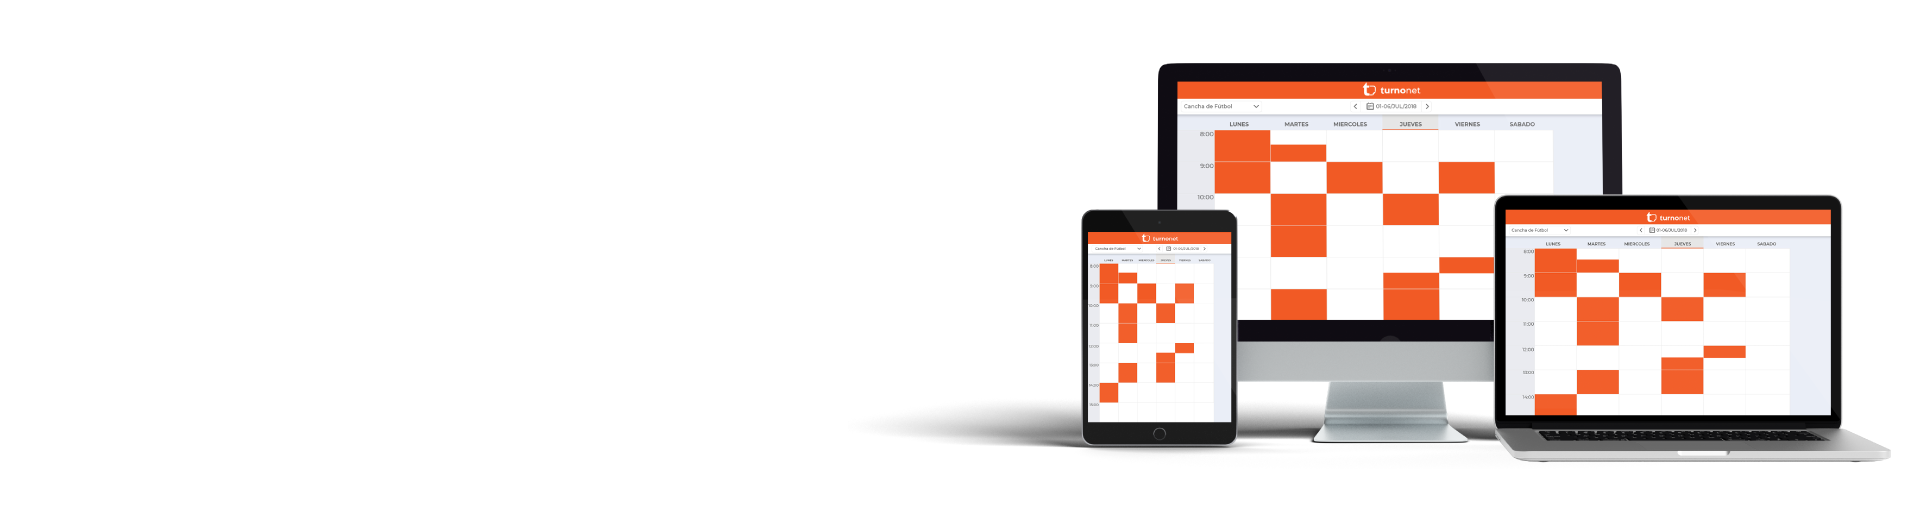 turnonet
Cancha de Fútbol
01-06/JUL/2018
LUNES MARTES MIERCOLES JUEVES VIERNES SABADO
8:00
9:00
10:00
turnonet
Cancha de Fútbol
01-06/JUL/2018
LUNES MARTES MIERCOLES JUEVES VIERNES SABADO
8:00
9:00
10:00
11:00
12:00
13:00
14:00
turnonet
Cancha de Fútbol
01-06/JUL/2018
LUNES MARTES MIERCOLES JUEVES VIERNES SABADO
8:00
9:00
10:00
11:00
12:00
13:00
14:00
15:00